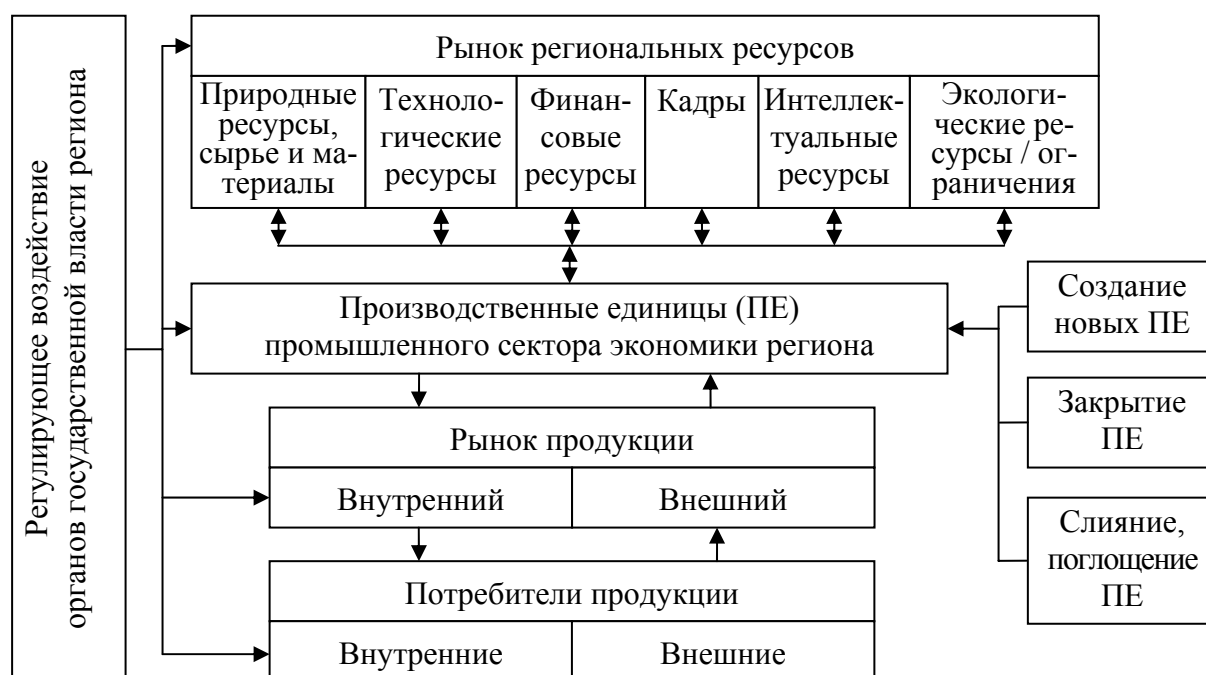 Регулирующее воздействие
органов государственной власти региона
Рынок региональных ресурсов
Природные
ресурсы,
сырье и ма-
териалы
Техноло-
гические
ресурсы
Финан-
совые
ресурсы
Кадры
Интеллек-
туальные
ресурсы
Экологи-
ческие ре-
сурсы / ог-
раничения
Производственные единицы (ПЕ)
промышленного сектора экономики региона
Создание
новых ПЕ
Закрытие
ПЕ
Слияние,
поглощение
ПЕ
Рынок продукции
Внутренний
Внешний
Потребители продукции
Внутренние
Внешние